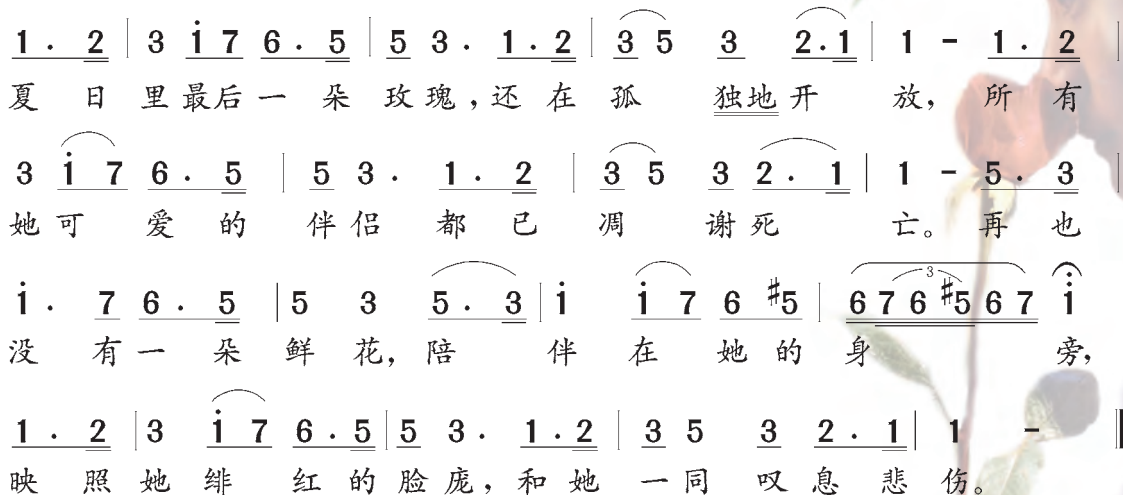 1 . 2 | 3 i̇ 7 6 . 5 | 5 3 . 1 . 2 | 3 5 3 2 . 1 | 1 - 1 . 2 |
夏 日 里 最 后 一 朵 玫 瑰 , 还 在 孤 独 地 开 放, 所 有
3 i̇ 7 6 . 5 | 5 3 . 1 . 2 | 3 5 3 2 . 1 | 1 - 5 . 3 |
她 可 爱 的 伴 侣 都 已 凋 谢 死 亡。 再 也
i̇ . 7 6 . 5 | 5 3 5 . 3 | i̇ i̇ 7 6 #5 | 6 7 6 #5 6 7 i̇
3
没 有 一 朵 鲜 花, 陪 伴 在 她 的 身 旁,
1 . 2 | 3 i̇ 7 6 . 5 | 5 3 . 1 . 2 | 3 5 3 2 . 1 | 1 -
映 照 她 绯 红 的 脸 庞, 和 她 一 同 叹 息 悲 伤。